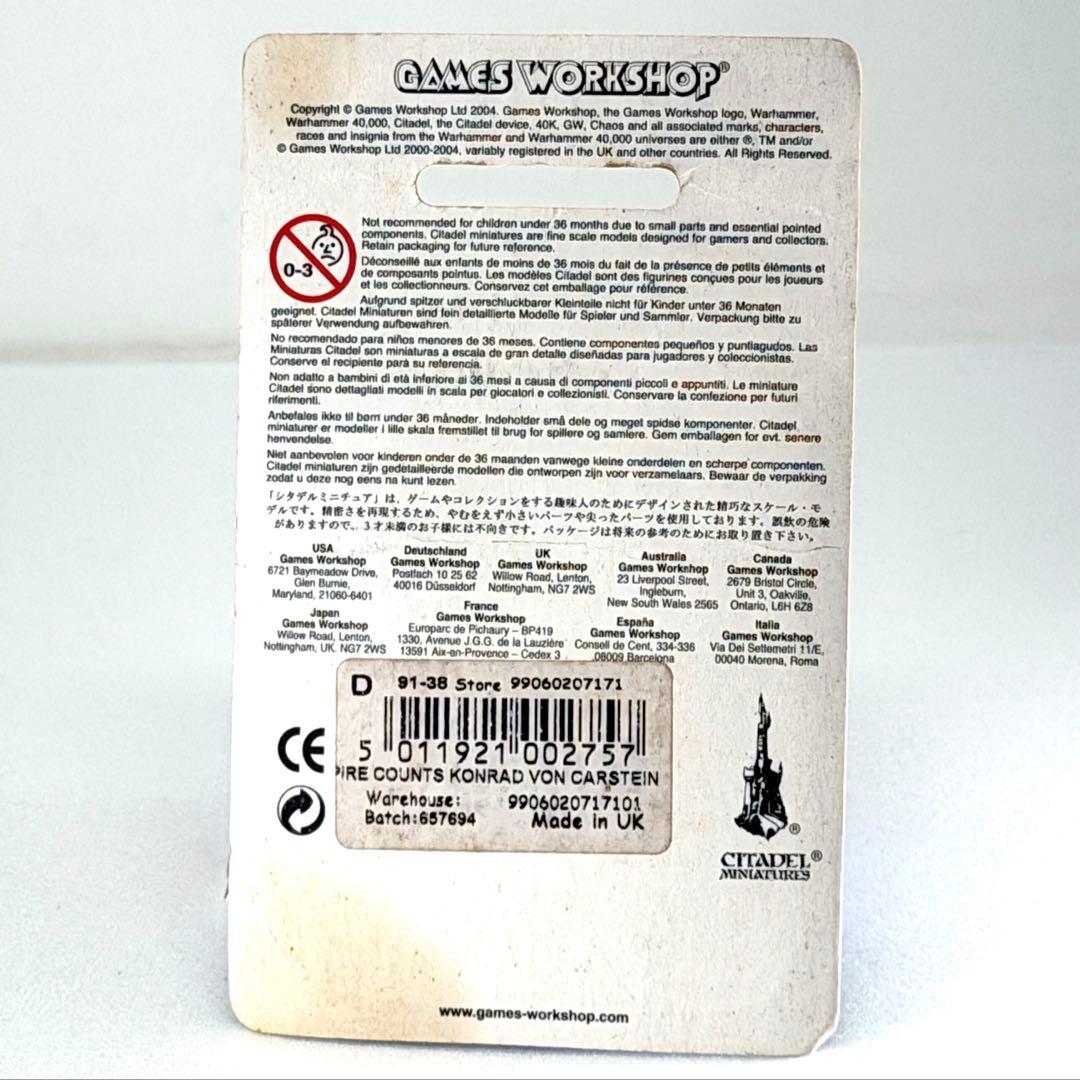 GAMES WORKSHOP®
Copyright © Games Workshop Ltd 2004. Games Workshop, the Games Workshop logo, Warhammer,
Warhammer 40,000, Citadel, the Citadel device, 40K, GW, Chaos and all associated marks, characters,
races and insignia from the Warhammer and Warhammer 40,000 universes are either ®, TM and/or
© Games Workshop Ltd 2000-2004, variably registered in the UK and other countries. All Rights Reserved.
0-3
Not recommended for children under 36 months due to small parts and essential pointed
components. Citadel miniatures are fine scale models designed for gamers and collectors.
Retain packaging for future reference.
Déconseillé aux enfants de moins de 36 mois du fait de la présence de petits éléments et
de composants pointus. Les modèles Citadel sont des figurines conçues pour les joueurs
et les collectionneurs. Conservez cet emballage pour référence.
Aufgrund spitzer und verschluckbarer Kleinteile nicht für Kinder unter 36 Monaten
geeignet. Citadel Miniaturen sind fein detaillierte Modelle für Spieler und Sammler. Verpackung bitte zu
späterer Verwendung aufbewahren.
No recomendado para niños menores de 36 meses. Contiene componentes pequeños y puntiagudos. Las
Miniaturas Citadel son miniaturas a escala de gran detalle diseñadas para jugadores y coleccionistas.
Conserve el recipiente para su referencia.
Non adatto a bambini di età inferiore ai 36 mesi a causa di componenti piccoli e appuntiti. Le miniature
Citadel sono dettagliati modelli in scala per giocatori e collezionisti. Conservare la confezione per futuri
riferimenti.
Anbefales ikke til børn under 36 måneder. Indeholder små dele og meget spidse komponenter. Citadel
miniaturer er modeller i lille skala fremstillet til brug for spillere og samlere. Gem emballagen for evt. senere
henvendelse.
Niet aanbevolen voor kinderen onder de 36 maanden vanwege kleine onderdelen en scherpe componenten.
Citadel miniaturen zijn gedetailleerde modellen die ontworpen zijn voor verzamelaars. Bewaar de verpakking
zodat u deze nog eens na kunt lezen.
「シタデルミニチュア」は、ゲームやコレクションをする趣味人のためにデザインされた精巧なスケール・モ
デルです。精密さを再現するため、やむをえず小さいパーツや尖ったパーツを使用しております。誤飲の危険
がありますので、3才未満のお子様には不向きです。パッケージは将来の参考のためにお取り置き下さい。
USA
Games Workshop
6721 Baymeadow Drive,
Glen Burnie,
Maryland, 21060-6401
Deutschland
Games Workshop
Postfach 10 25 62
40016 Düsseldorf
UK
Games Workshop
Willow Road, Lenton,
Nottingham, NG7 2WS
Australia
Games Workshop
23 Liverpool Street,
Ingleburn,
New South Wales 2565
Canada
Games Workshop
2679 Bristol Circle,
Unit 3, Oakville,
Ontario, L6H 6Z8
Japan
Games Workshop
Willow Road, Lenton,
Nottingham, UK. NG7 2WS
France
Games Workshop
Europarc de Pichaury – BP419
1330, Avenue J.G.G. de la Lauzière
13591 Aix-en-Provence – Cedex 3
España
Games Workshop
Consell de Cent, 334-336
08009 Barcelona
Italia
Games Workshop
Via Dei Settemetri 11/E,
00040 Morena, Roma
D 91-38 Store 99060207171
5 011921 002757
PIRE COUNTS KONRAD VON CARSTEIN
Warehouse: 9906020717101
Batch:657694 Made in UK
CE
CITADEL®
MINIATURES
www.games-workshop.com